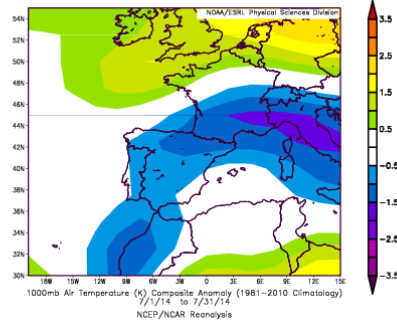 NOAA/ESRL Physical Sciences Division
54N
52N
50N
48N
46N
44N
42N
40N
38N
36N
34N
32N
30N
18W 15W 12W 9W 6W 3W 0 3E 6E 9E 12E 15E
3.5
2.5
1.5
0.5
-0.5
-1.5
-2.5
-3.5
1000mb Air Temperature (K) Composite Anomaly (1981-2010 Climatology)
7/1/14 to 7/31/14
NCEP/NCAR Reanalysis